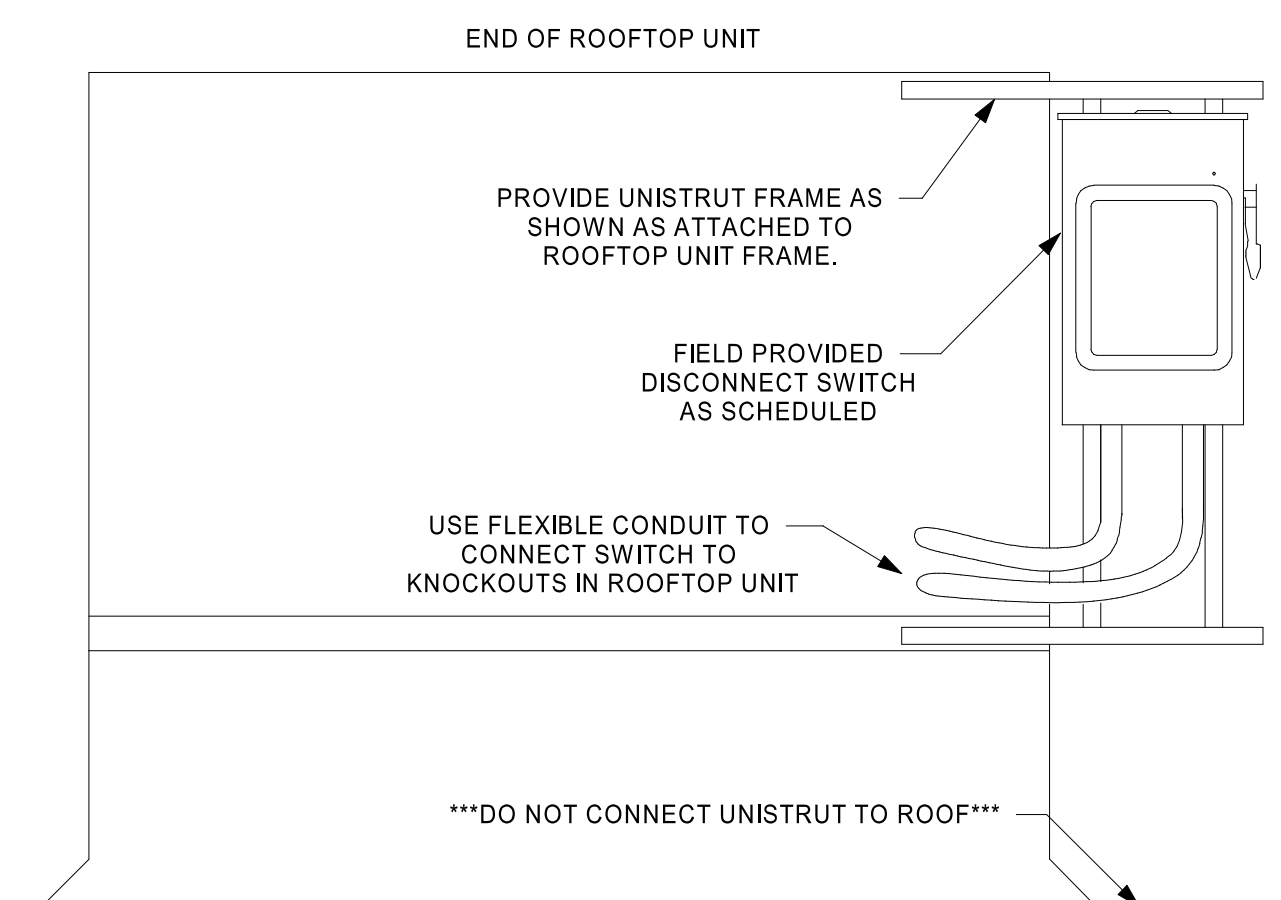 END OF ROOFTOP UNIT
PROVIDE UNISTRUT FRAME AS
SHOWN AS ATTACHED TO
ROOFTOP UNIT FRAME.
FIELD PROVIDED
DISCONNECT SWITCH
AS SCHEDULED
USE FLEXIBLE CONDUIT TO
CONNECT SWITCH TO
KNOCKOUTS IN ROOFTOP UNIT
***DO NOT CONNECT UNISTRUT TO ROOF***